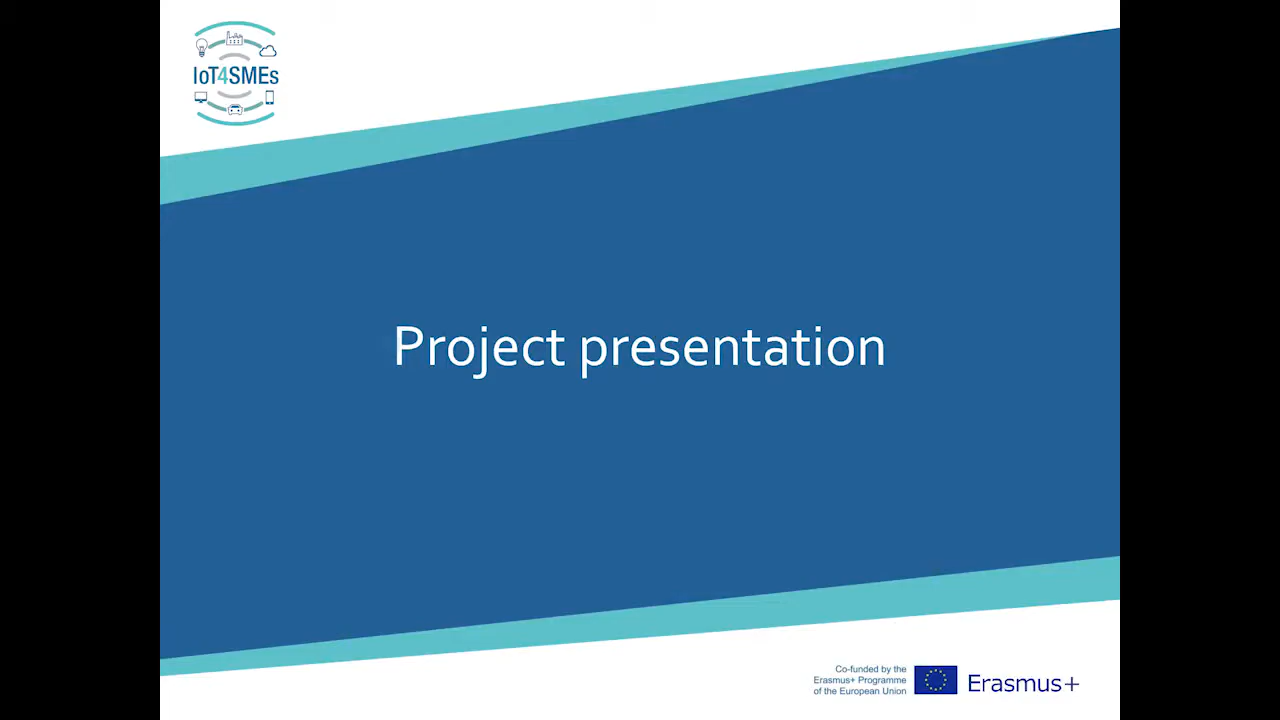 IoT4SMEs
Project presentation
Co-funded by the
Erasmus+ Programme
of the European Union
Erasmus+